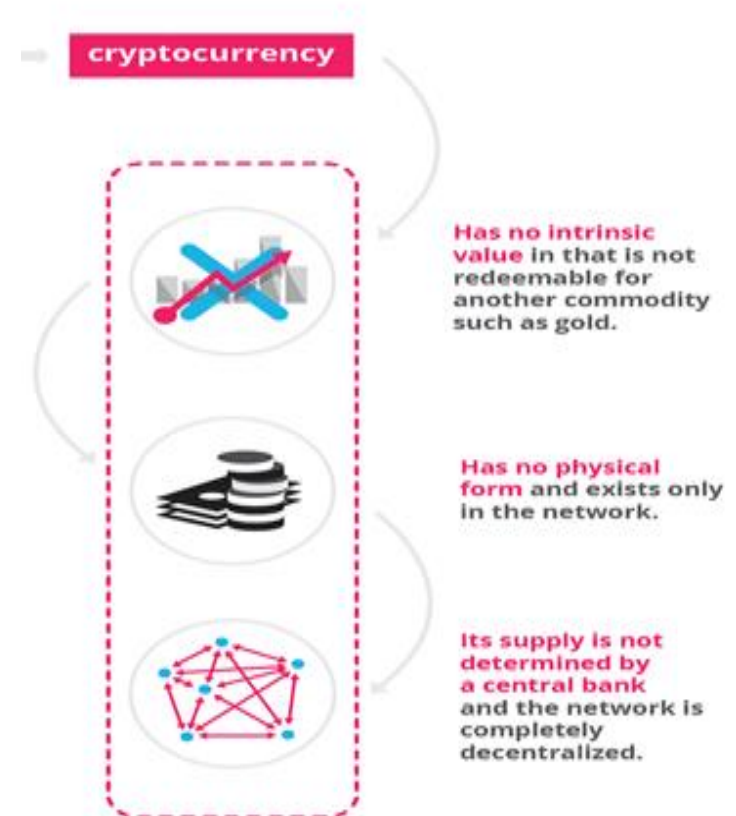 cryptocurrency
Has no intrinsic
value in that is not
redeemable for
another commodity
such as gold.
Has no physical
form and exists only
in the network.
Its supply is not
determined by
a central bank
and the network is
completely
decentralized.